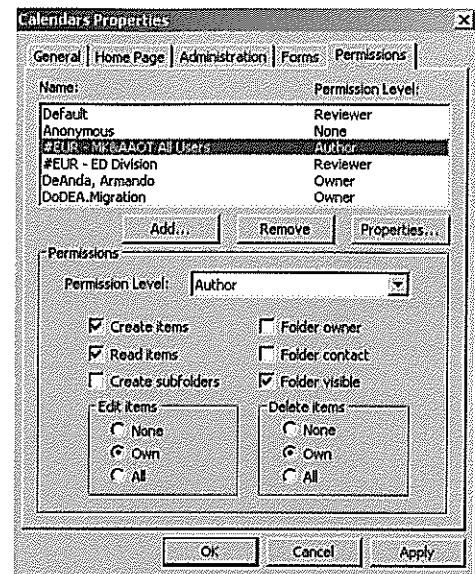 Calendars Properties
General Home Page Administration Forms Permissions
Name: Permission Level:
Default Reviewer
Anonymous None
#EUR - MK&AAOT All Users Author
#EUR - ED Division Reviewer
DeAnda, Armando Owner
DoDEA.Migration Owner
Add... Remove Properties...
Permissions
Permission Level: Author
Create items Folder owner
Read items Folder contact
Create subfolders Folder visible
Edit items Delete items
None None
Own Own
All All
OK Cancel Apply